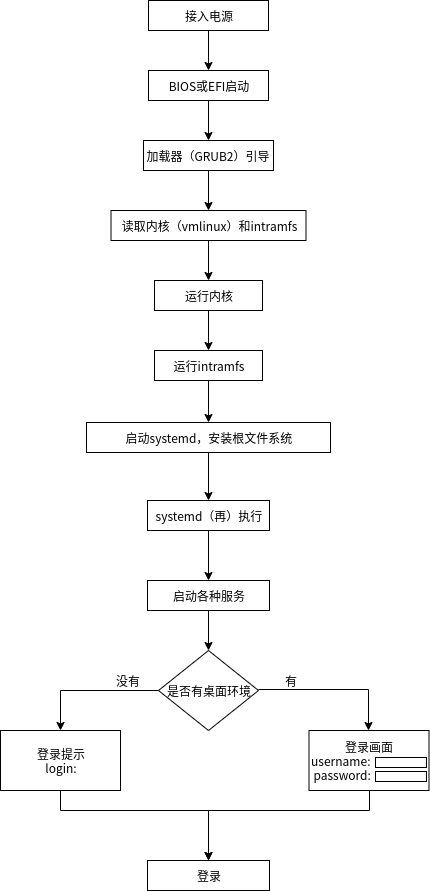 接入电源
BIOS或EFI启动
加载器（GRUB2）引导
读取内核（vmlinux）和intramfs
运行内核
运行intramfs
启动systemd，安装根文件系统
systemd（再）执行
启动各种服务
是否有桌面环境
没有
有
登录提示
login:
登录画面
username:
password:
登录